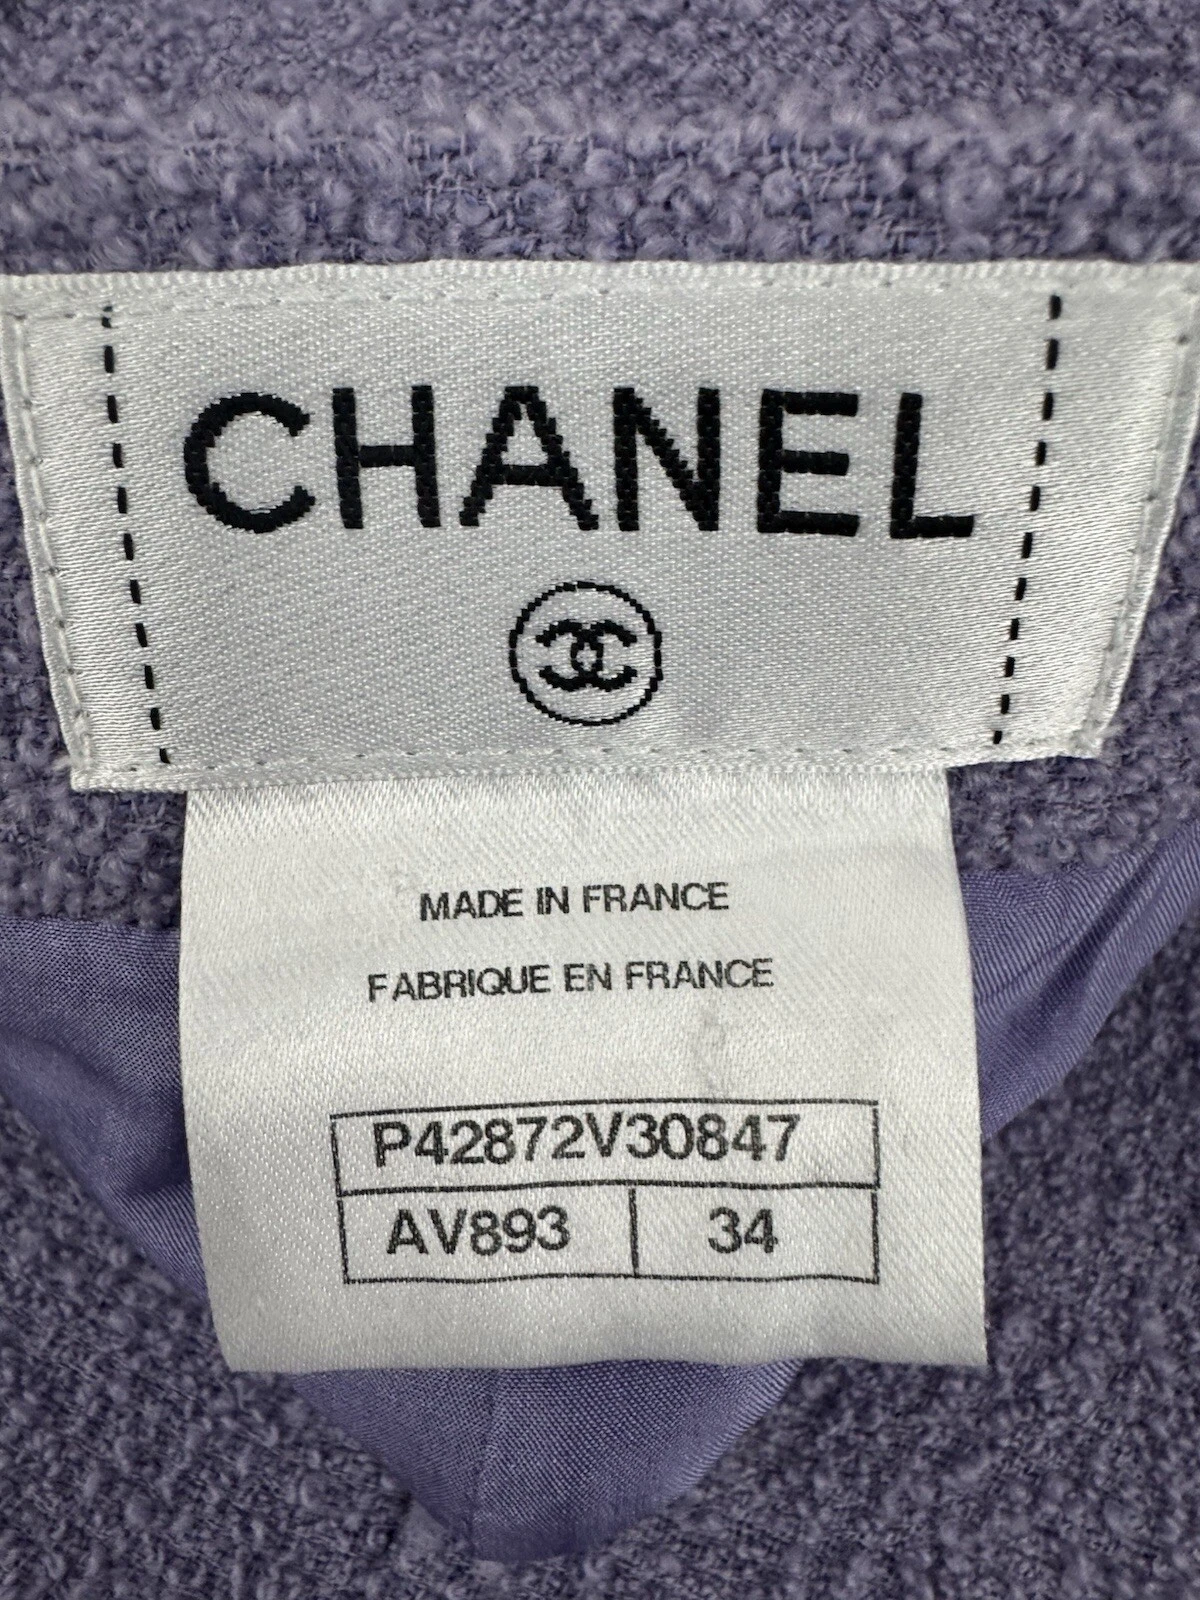 CHANEL
MADE IN FRANCE
FABRIQUE EN FRANCE
P42872V30847
AV893 34